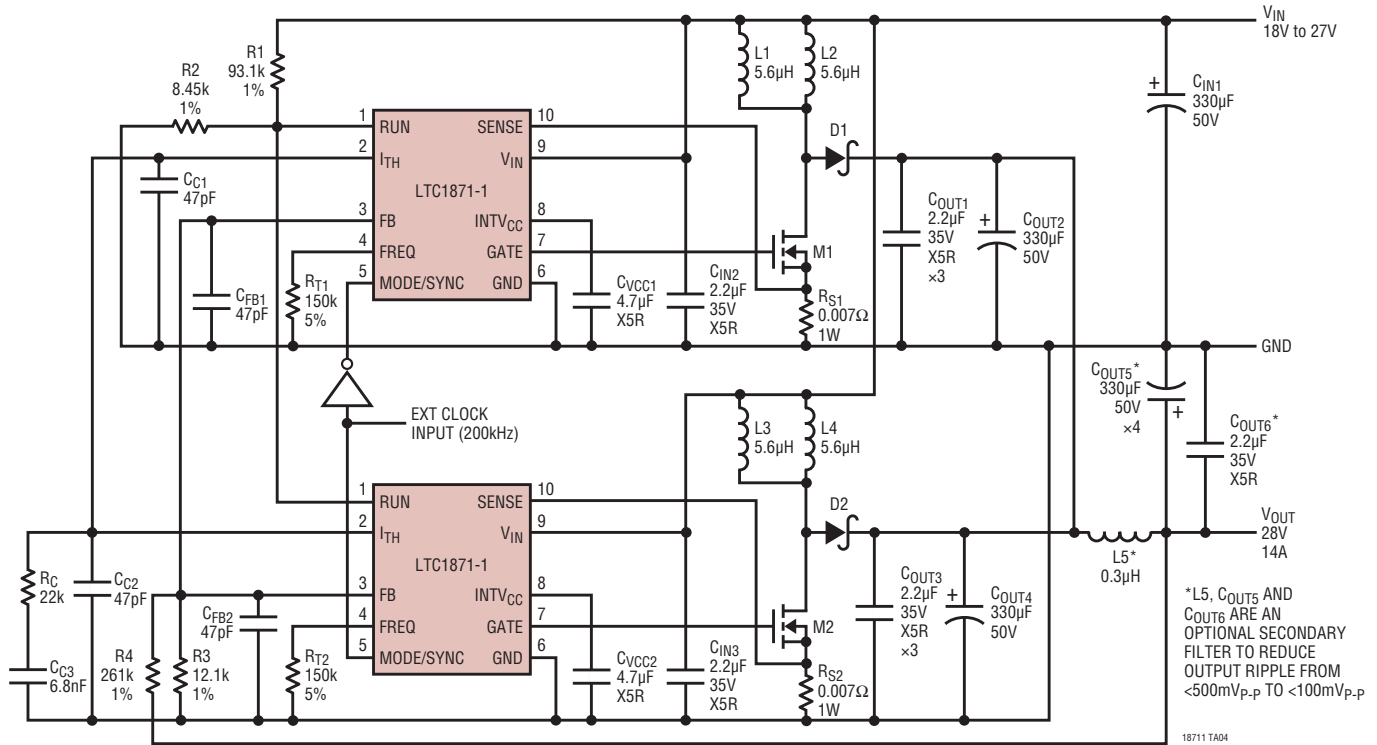 VIN
18V to 27V
R1
93.1k
1%
R2
8.45k
1%
L1
5.6µH
L2
5.6µH
+
CIN1
330µF
50V
1
RUN
SENSE
10
2
ITH
VIN
9
LTC1871-1
3
FB
INTVCC
8
4
FREQ
GATE
7
5
MODE/SYNC
GND
6
D1
CC1
47pF
CFB1
47pF
RT1
150k
5%
CVCC1
4.7µF
X5R
CIN2
2.2µF
35V
X5R
M1
RS1
0.007Ω
1W
COUT1
2.2µF
35V
X5R
×3
+
COUT2
330µF
50V
GND
COUT5*
330µF
50V
×4
+
COUT6*
2.2µF
35V
X5R
EXT CLOCK
INPUT (200kHz)
L3
5.6µH
L4
5.6µH
1
RUN
SENSE
10
2
ITH
VIN
9
LTC1871-1
3
FB
INTVCC
8
4
FREQ
GATE
7
5
MODE/SYNC
GND
6
D2
L5*
0.3µH
VOUT
28V
14A
RC
22k
CC2
47pF
CC3
6.8nF
R4
261k
1%
R3
12.1k
1%
CFB2
47pF
RT2
150k
5%
CVCC2
4.7µF
X5R
CIN3
2.2µF
35V
X5R
M2
RS2
0.007Ω
1W
COUT3
2.2µF
35V
X5R
×3
+
COUT4
330µF
50V
*L5, COUT5 AND
COUT6 ARE AN
OPTIONAL SECONDARY
FILTER TO REDUCE
OUTPUT RIPPLE FROM
<500mVP-P TO <100mVP-P
18711 TA04